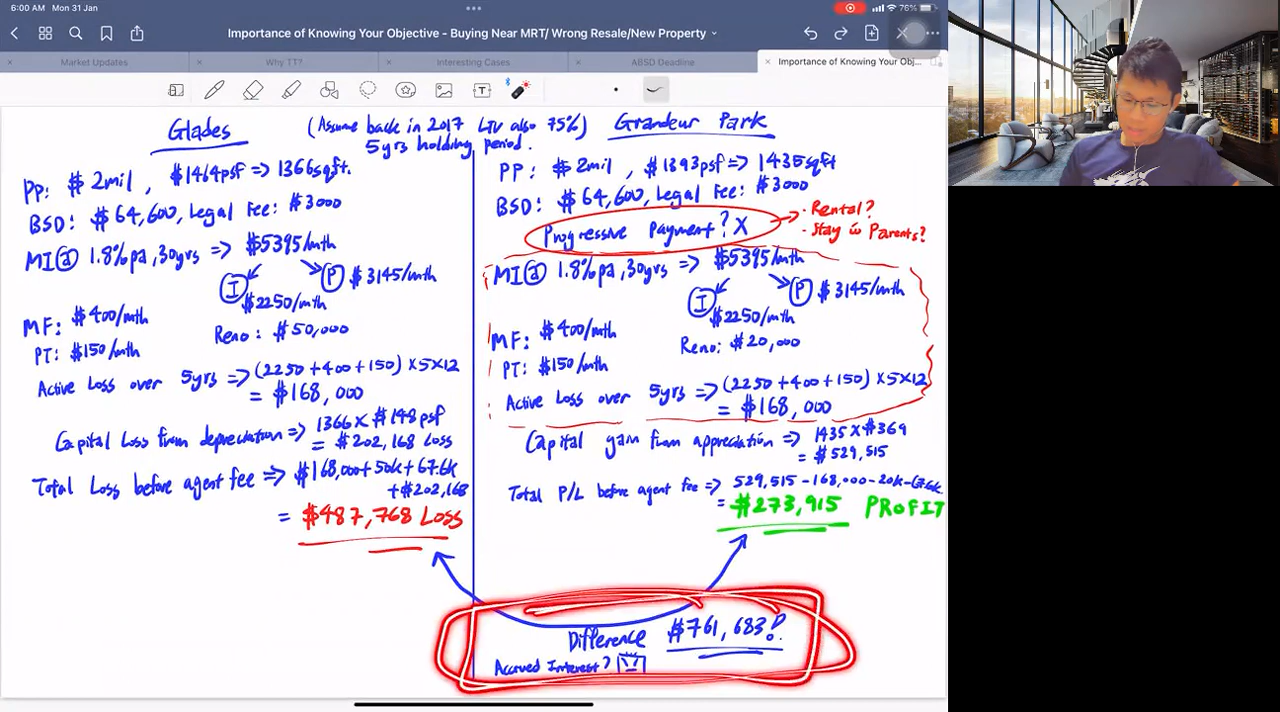 6:00 AM Mon 31 Jan
76%
Importance of Knowing Your Objective - Buying Near MRT/ Wrong Resale/New Property
Market Updates
Why TT?
Interesting Cases
ABSD Deadline
Importance of Knowing Your Obj...
(Assume back in 2017 LTV also 75%)
5yrs holding period.
Glades
PP: $2mil, $1464psf => 1366sqft.
BSD: $64,600, Legal Fee: $3000
MI@ 1.8%pa, 30yrs => $5395/mth
I P $3145/mth
$2250/mth
MF: $400/mth
Reno: $50,000
PT: $150/mth
Active Loss over 5yrs => (2250 + 400 + 150) x 5 x 12
= $168,000
Capital Loss from depreciation => 1366 x $148psf
= $202,168 Loss
Total Loss before agent fee => $168,000 + 50k + 67.6k
+ $202,168
= $487,768 Loss
Grandeur Park
PP: $2mil, $1393psf => 1435sqft
BSD: $64,600, Legal Fee: $3000
Progressive Payment? X
· Rental?
· Stay w Parents?
MI@ 1.8%pa, 30yrs => $5395/mth
I P $3145/mth
$2250/mth
MF: $400/mth
Reno: $20,000
PT: $150/mth
Active Loss over 5yrs => (2250 + 400 + 150) x 5 x 12
= $168,000
Capital gain from appreciation => 1435 x $369
= $529,515
Total P/L before agent fee => 529,515 - 168,000 - 20k - 67.6k
= $273,915 PROFIT
Difference $761,683?!
Accrued Interest?